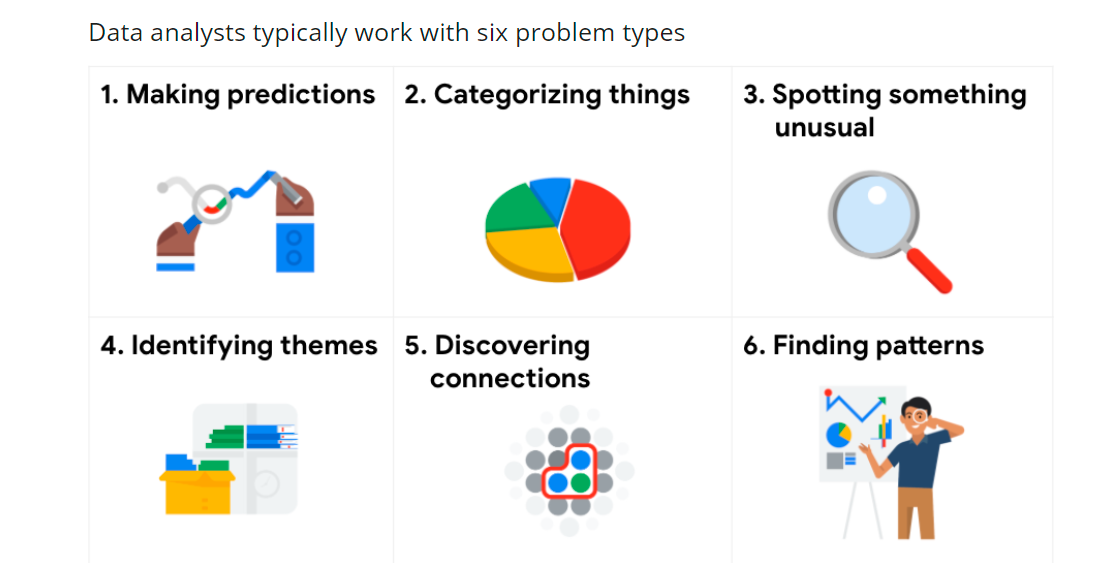 Data analysts typically work with six problem types
1. Making predictions
2. Categorizing things
3. Spotting something
unusual
4. Identifying themes
5. Discovering
connections
6. Finding patterns